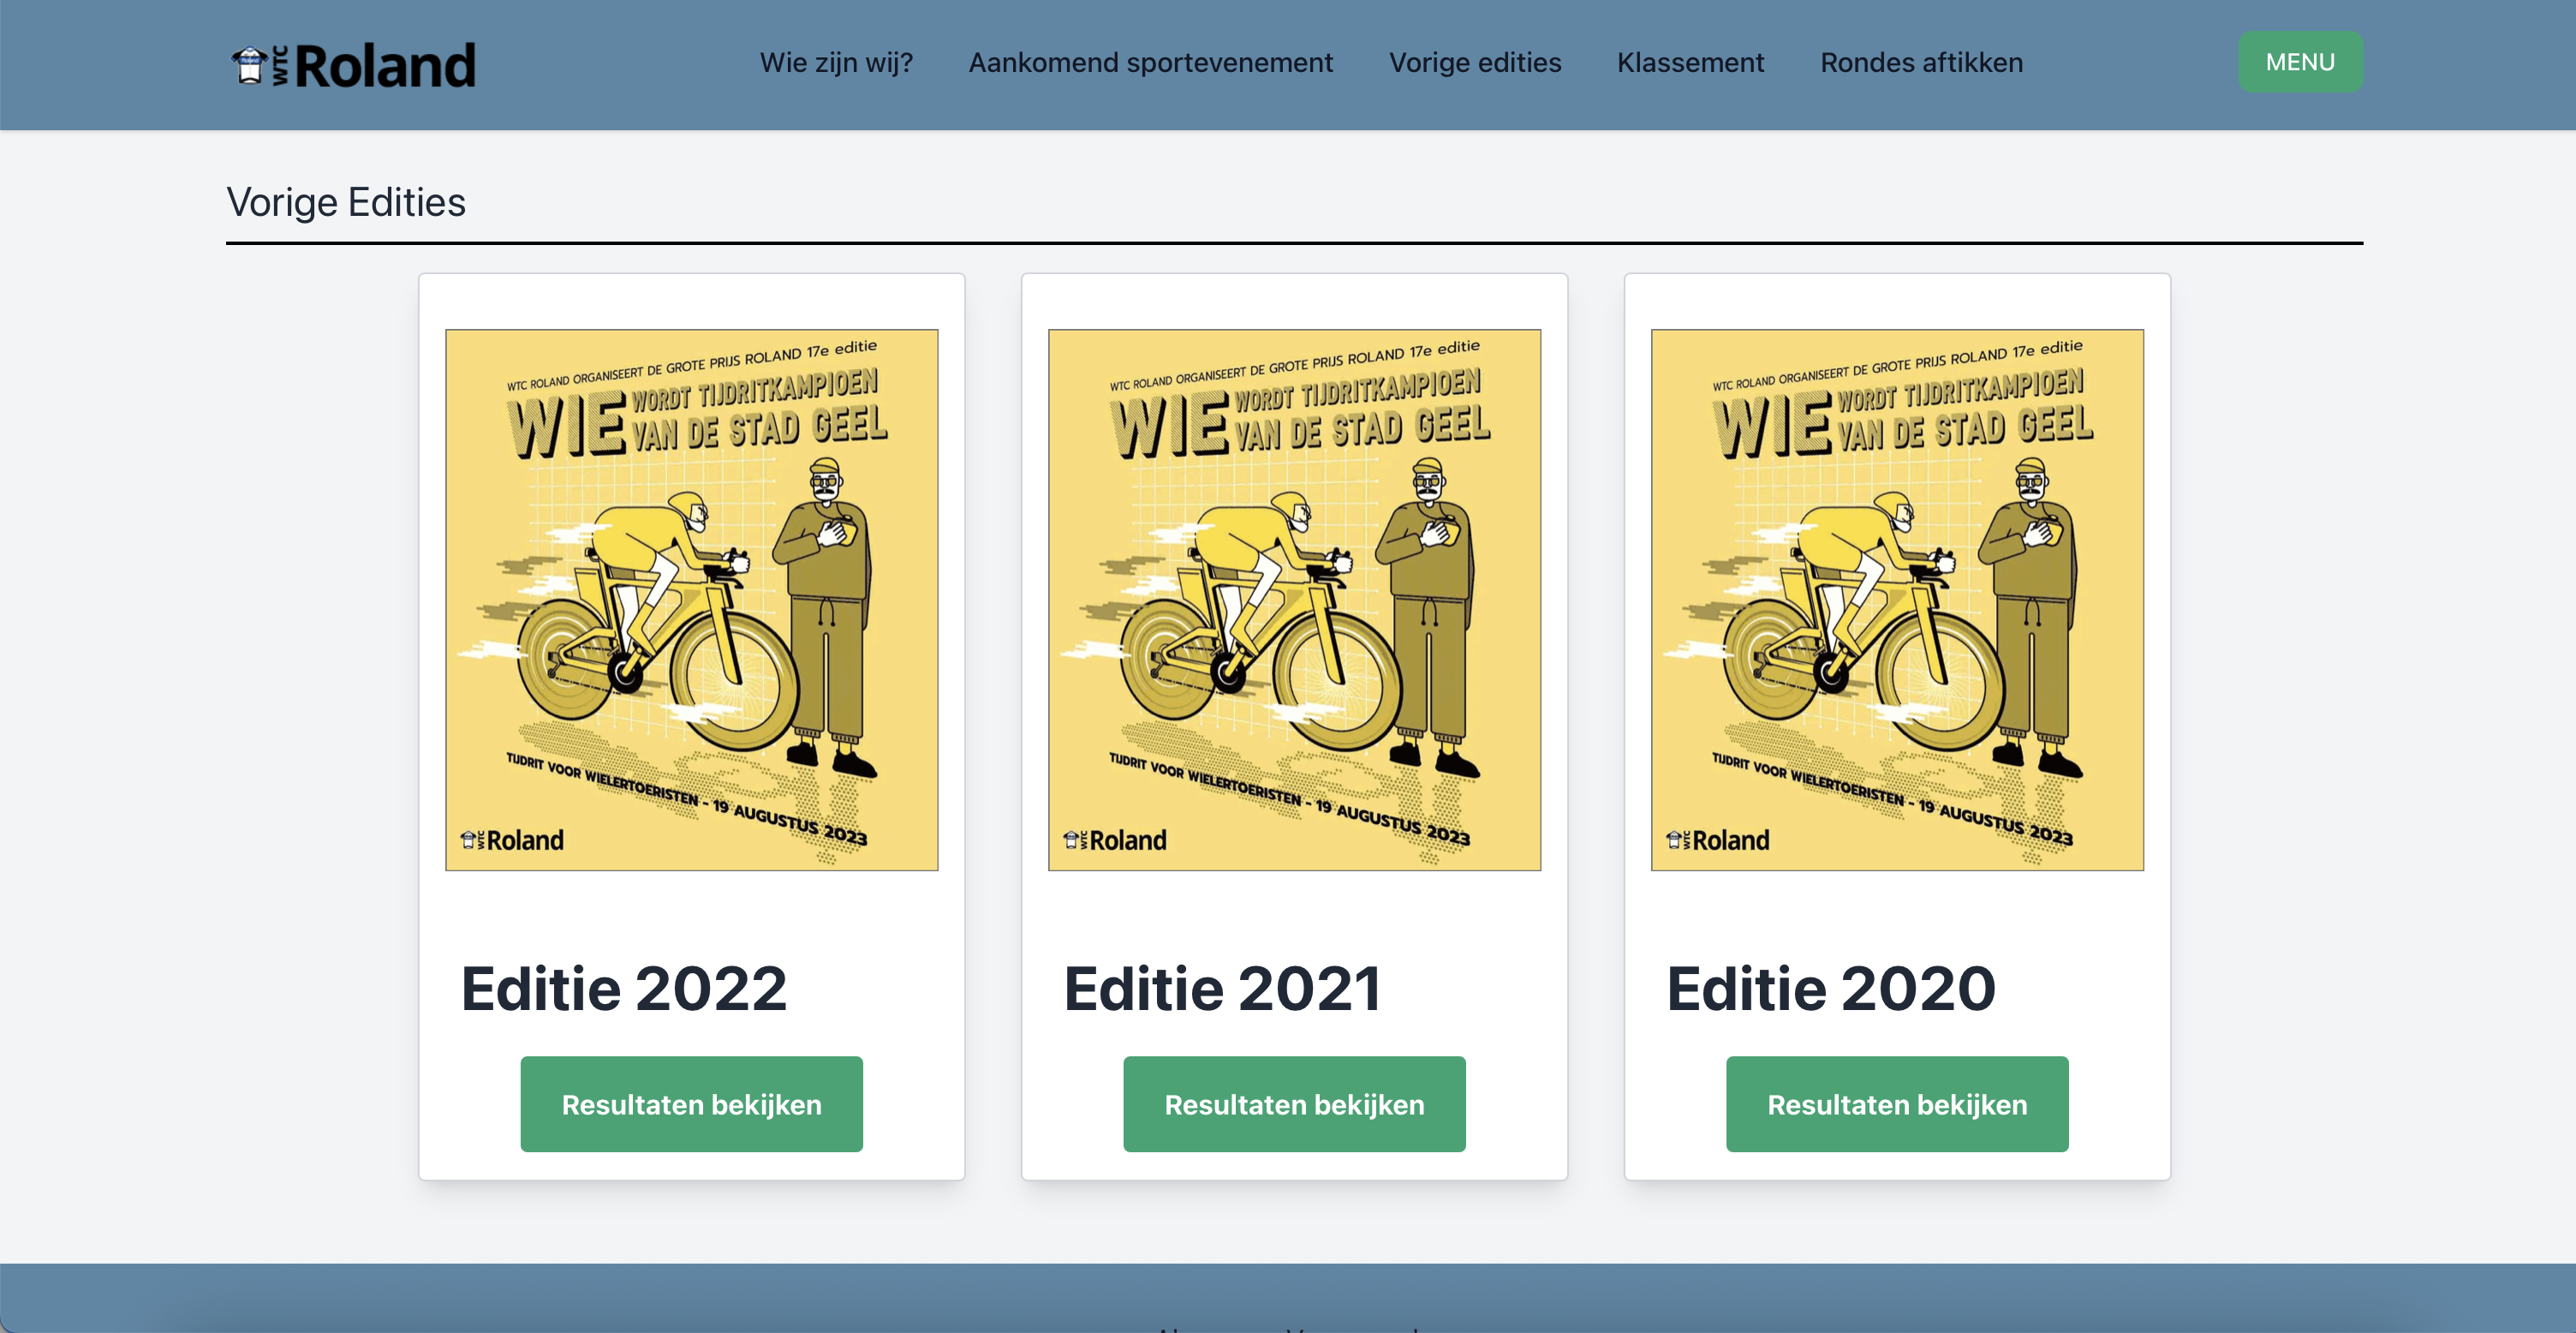 WTC Roland
Wie zijn wij? Aankomend sportevenement Vorige edities Klassement Rondes aftikken MENU
Vorige Edities
WTC ROLAND ORGANISEERT DE GROTE PRIJS ROLAND 17e editie
WIE WORDT TIJDRITKAMPIOEN
VAN DE STAD GEEL
TIJDRIT VOOR WIELERTOERISTEN - 19 AUGUSTUS 2023
WTC Roland
Editie 2022
Resultaten bekijken
WTC ROLAND ORGANISEERT DE GROTE PRIJS ROLAND 17e editie
WIE WORDT TIJDRITKAMPIOEN
VAN DE STAD GEEL
TIJDRIT VOOR WIELERTOERISTEN - 19 AUGUSTUS 2023
WTC Roland
Editie 2021
Resultaten bekijken
WTC ROLAND ORGANISEERT DE GROTE PRIJS ROLAND 17e editie
WIE WORDT TIJDRITKAMPIOEN
VAN DE STAD GEEL
TIJDRIT VOOR WIELERTOERISTEN - 19 AUGUSTUS 2023
WTC Roland
Editie 2020
Resultaten bekijken